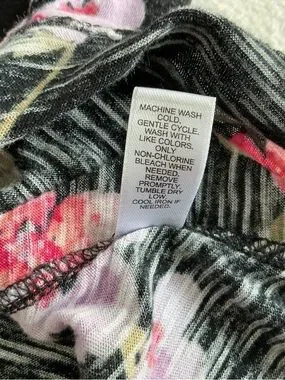 MACHINE WASH
COLD.
GENTLE CYCLE.
WASH WITH
LIKE COLORS.
ONLY
NON-CHLORINE
BLEACH WHEN
NEEDED.
REMOVE
PROMPTLY.
TUMBLE DRY
LOW.
COOL IRON IF
NEEDED.